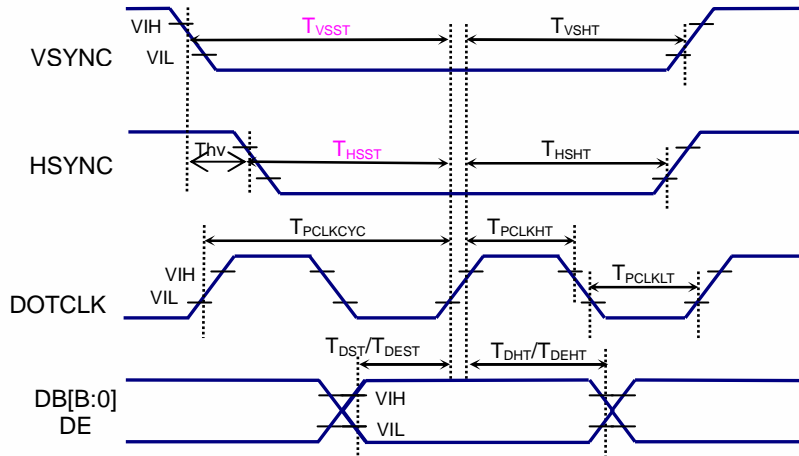 VSYNC
VIH
VIL
TVSST
TVSHT
HSYNC
Thv
THSST
THSHT
DOTCLK
VIH
VIL
TPCLKCYC
TPCLKHT
TPCLKLT
DB[B:0]
DE
TDST/TDEST
TDHT/TDEHT
VIH
VIL